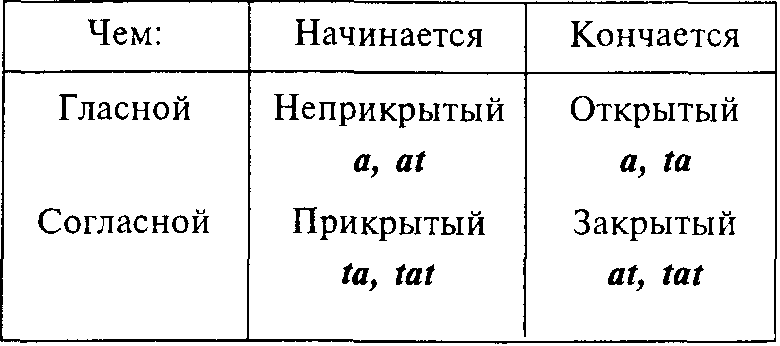 Чем: Начинается Кончается
Гласной Неприкрытый Открытый
a, at a, ta
Согласной Прикрытый Закрытый
ta, tat at, tat